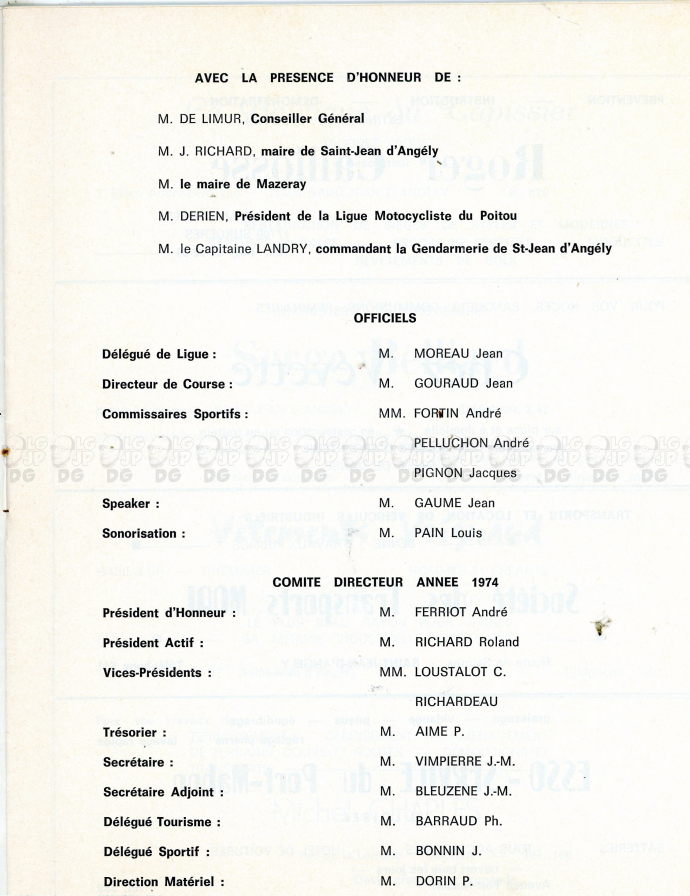 AVEC LA PRESENCE D'HONNEUR DE :
M. DE LIMUR, Conseiller Général
M. J. RICHARD, maire de Saint-Jean d'Angély
M. le maire de Mazeray
M. DERIEN, Président de la Ligue Motocycliste du Poitou
M. le Capitaine LANDRY, commandant la Gendarmerie de St-Jean d'Angély
OFFICIELS
Délégué de Ligue : M. MOREAU Jean
Directeur de Course : M. GOURAUD Jean
Commissaires Sportifs : MM. FORTIN André
PELLUCHON André
PIGNON Jacques
Speaker : M. GAUME Jean
Sonorisation : M. PAIN Louis
COMITE DIRECTEUR ANNEE 1974
Président d'Honneur : M. FERRIOT André
Président Actif : M. RICHARD Roland
Vices-Présidents : MM. LOUSTALOT C.
RICHARDEAU
Trésorier : M. AIME P.
Secrétaire : M. VIMPIERRE J.-M.
Secrétaire Adjoint : M. BLEUZENE J.-M.
Délégué Tourisme : M. BARRAUD Ph.
Délégué Sportif : M. BONNIN J.
Direction Matériel : M. DORIN P.